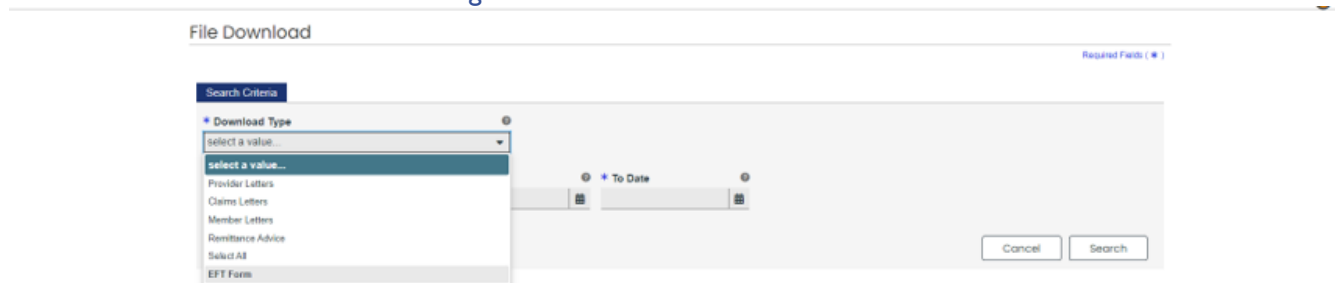 File Download
Required Fields ( * )
Search Criteria
* Download Type
select a value...
select a value...
Provider Letters
* To Date
Claims Letters
Member Letters
Remittance Advice
Select All
Cancel Search
EFT Form